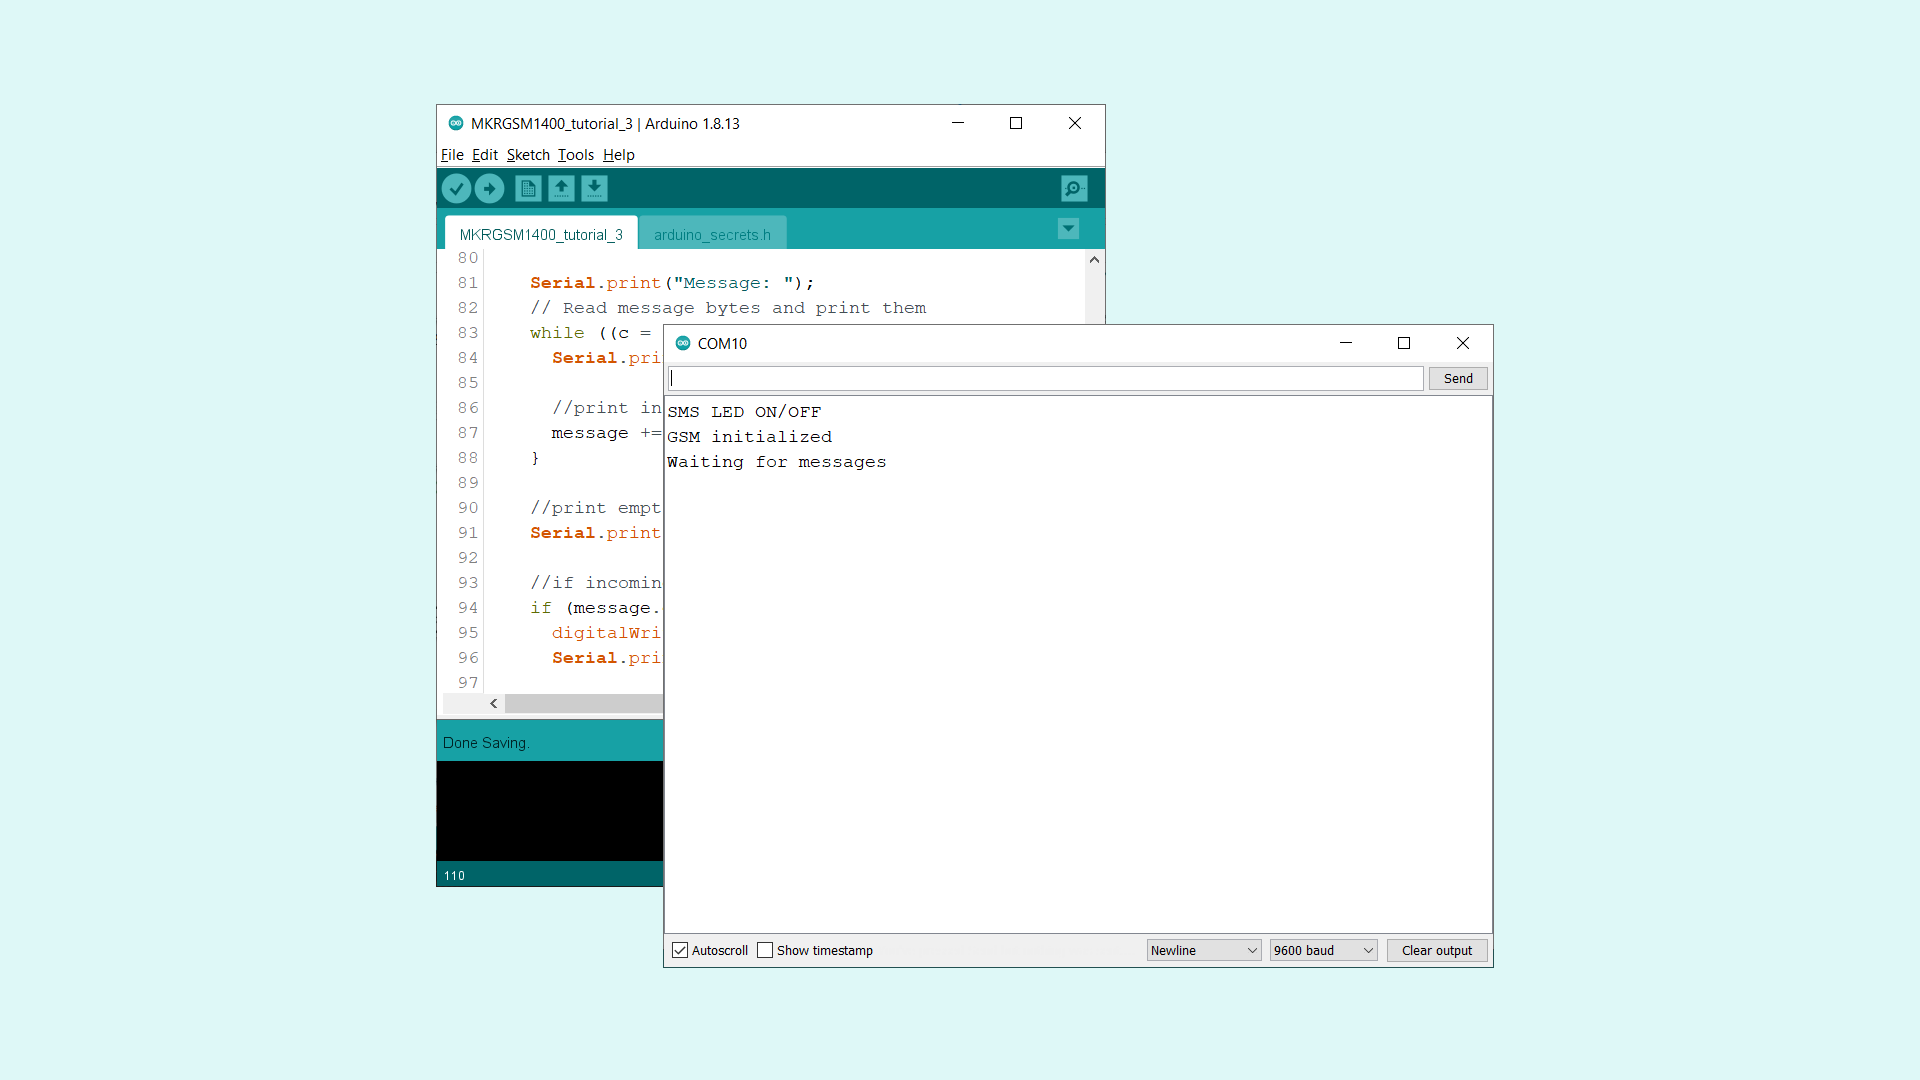 MKRGSM1400_tutorial_3 | Arduino 1.8.13
File Edit Sketch Tools Help
MKRGSM1400_tutorial_3 arduino_secrets.h
80
81 Serial.print("Message: ");
82 // Read message bytes and print them
83 while ((c =
84 Serial.pri
85
86 //print in
87 message +=
88 }
89
90 //print empt
91 Serial.print
92
93 //if incomin
94 if (message.
95 digitalWri
96 Serial.pri
97
Done Saving.
110
COM10
Send
SMS LED ON/OFF
GSM initialized
Waiting for messages
Autoscroll Show timestamp Newline 9600 baud Clear output